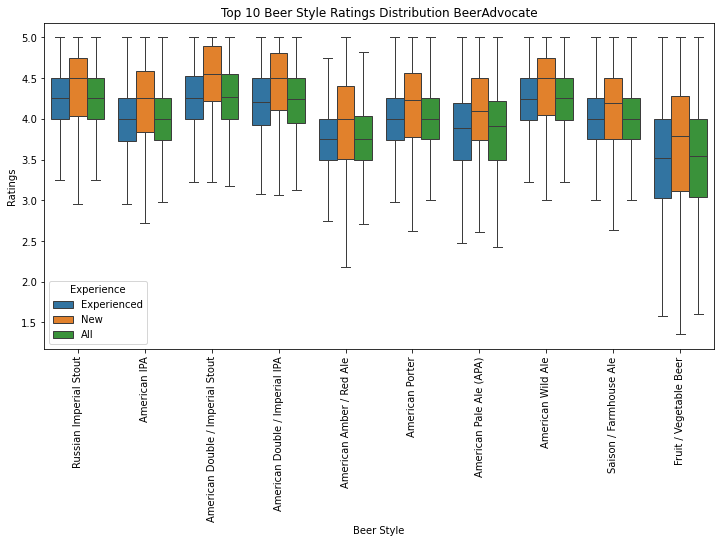 Top 10 Beer Style Ratings Distribution BeerAdvocate
Ratings
5.0
4.5
4.0
3.5
3.0
2.5
2.0
1.5
Experience
Experienced
New
All
Russian Imperial Stout
American IPA
American Double / Imperial Stout
American Double / Imperial IPA
American Amber / Red Ale
American Porter
American Pale Ale (APA)
American Wild Ale
Saison / Farmhouse Ale
Fruit / Vegetable Beer
Beer Style